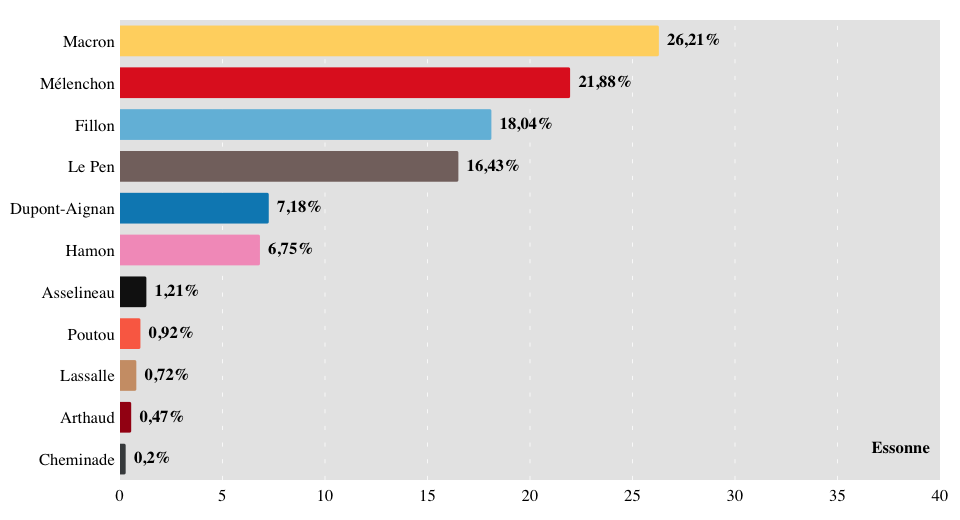 Macron 26,21%
Mélenchon 21,88%
Fillon 18,04%
Le Pen 16,43%
Dupont-Aignan 7,18%
Hamon 6,75%
Asselineau 1,21%
Poutou 0,92%
Lassalle 0,72%
Arthaud 0,47%
Essonne
Cheminade 0,2%
0 5 10 15 20 25 30 35 40